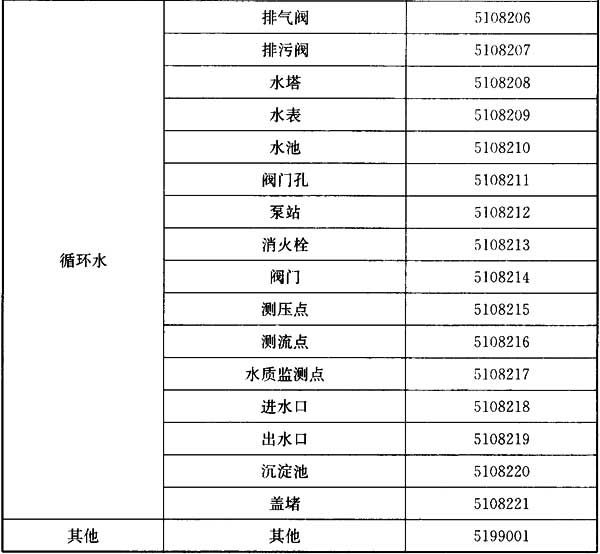 排气阀 5108206
排污阀 5108207
水塔 5108208
水表 5108209
水池 5108210
阀门孔 5108211
泵站 5108212
循环水 消火栓 5108213
阀门 5108214
测压点 5108215
测流点 5108216
水质监测点 5108217
进水口 5108218
出水口 5108219
沉淀池 5108220
盖堵 5108221
其他 其他 5199001